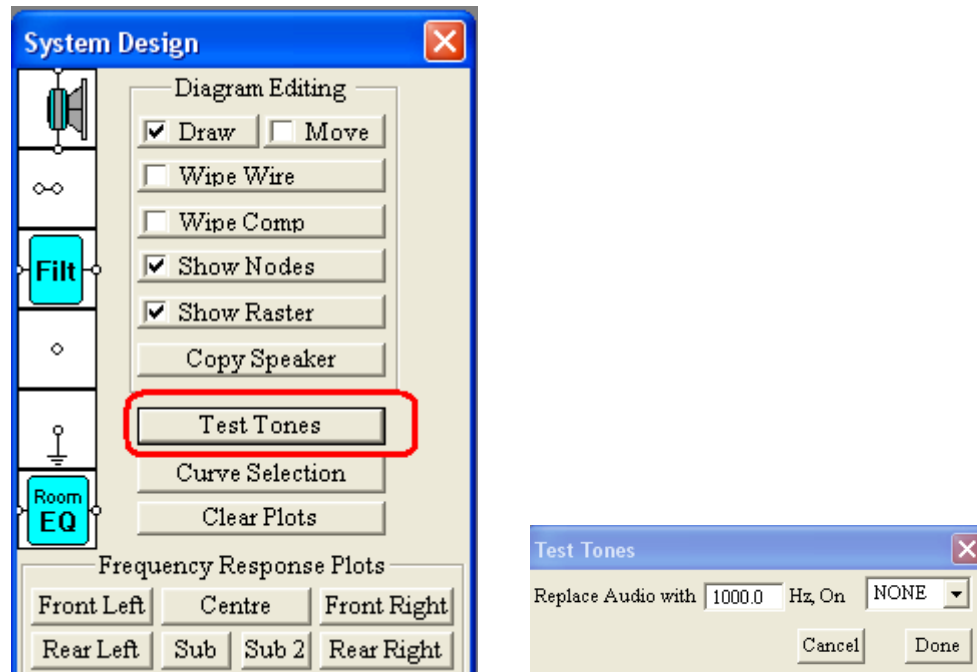 System Design
Diagram Editing
Draw Move
Wipe Wire
Wipe Comp
Filt
Show Nodes
Show Raster
Copy Speaker
Test Tones
Curve Selection
Room
EQ
Clear Plots
Frequency Response Plots
Front Left Centre Front Right
Rear Left Sub Sub 2 Rear Right
Test Tones
Replace Audio with 1000.0 Hz, On NONE
Cancel Done